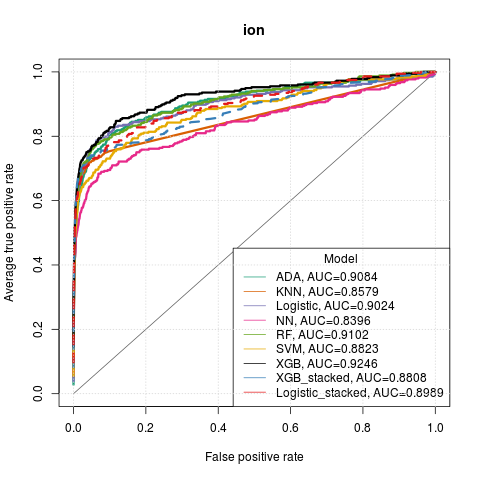 ion
Average true positive rate
1.0
0.8
0.6
0.4
0.2
0.0
Model
ADA, AUC=0.9084
KNN, AUC=0.8579
Logistic, AUC=0.9024
NN, AUC=0.8396
RF, AUC=0.9102
SVM, AUC=0.8823
XGB, AUC=0.9246
XGB_stacked, AUC=0.8808
Logistic_stacked, AUC=0.8989
0.0 0.2 0.4 0.6 0.8 1.0
False positive rate